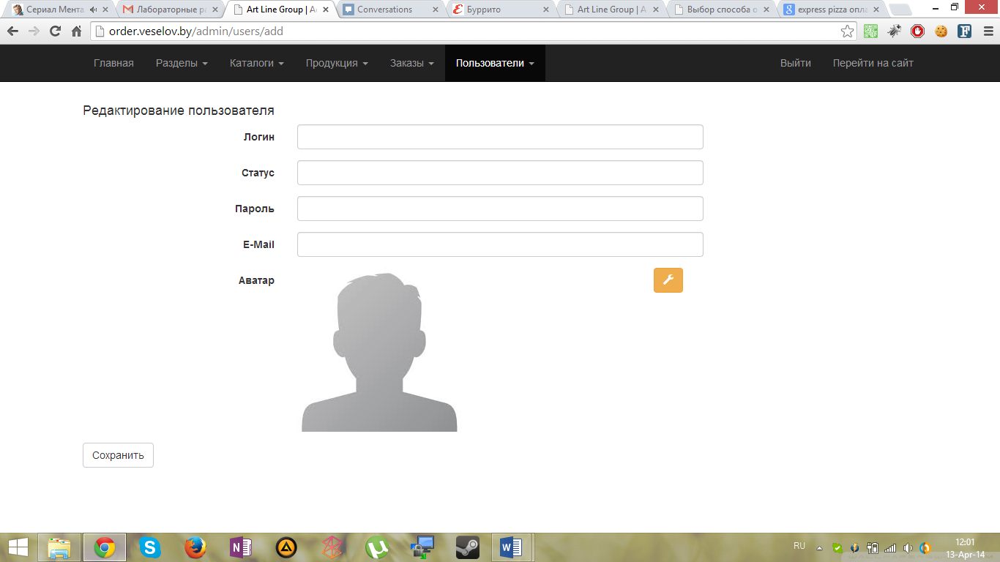 Сериал Мента
Лабораторные ра
Art Line Group | A
Conversations
Буррито
Art Line Group | A
Выбор способа о
express pizza опла
order.veselov.by/admin/users/add
Главная
Разделы
Каталоги
Продукция
Заказы
Пользователи
Выйти
Перейти на сайт
Редактирование пользователя
Логин
Статус
Пароль
E-Mail
Аватар
Сохранить
RU
12:01
13-Apr-14